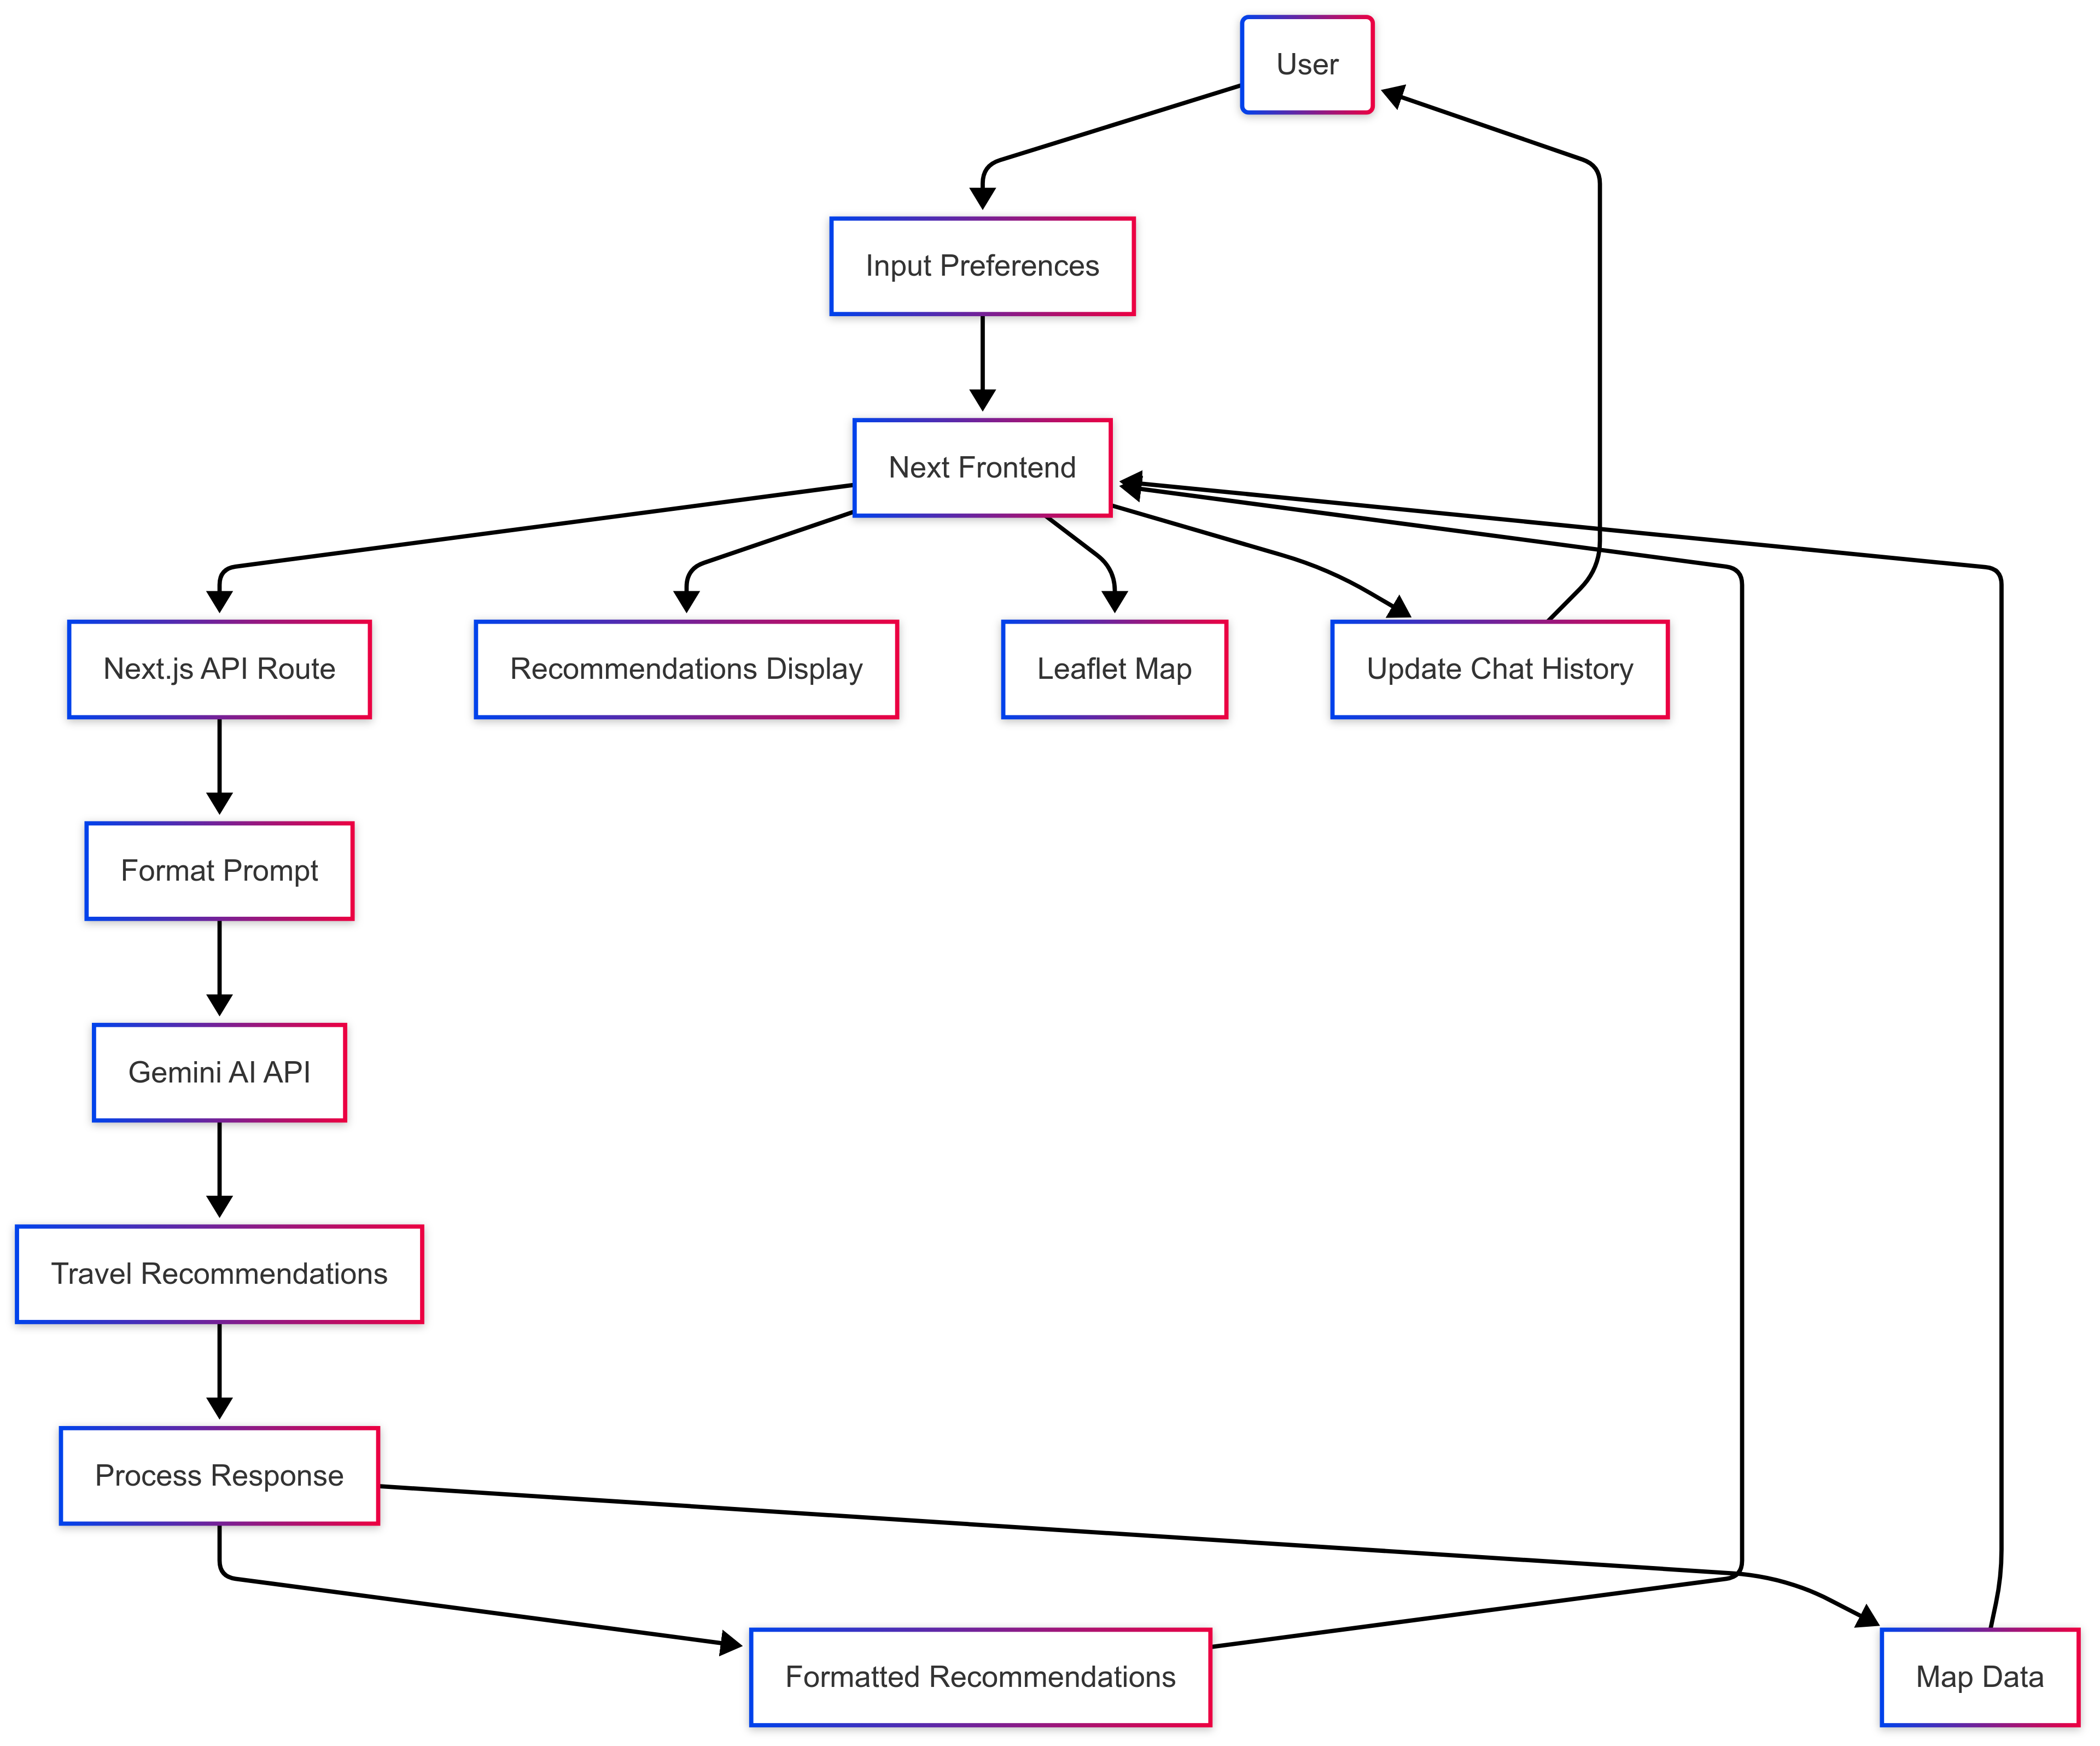 User
Input Preferences
Next Frontend
Next.js API Route
Recommendations Display
Leaflet Map
Update Chat History
Format Prompt
Gemini AI API
Travel Recommendations
Process Response
Formatted Recommendations
Map Data